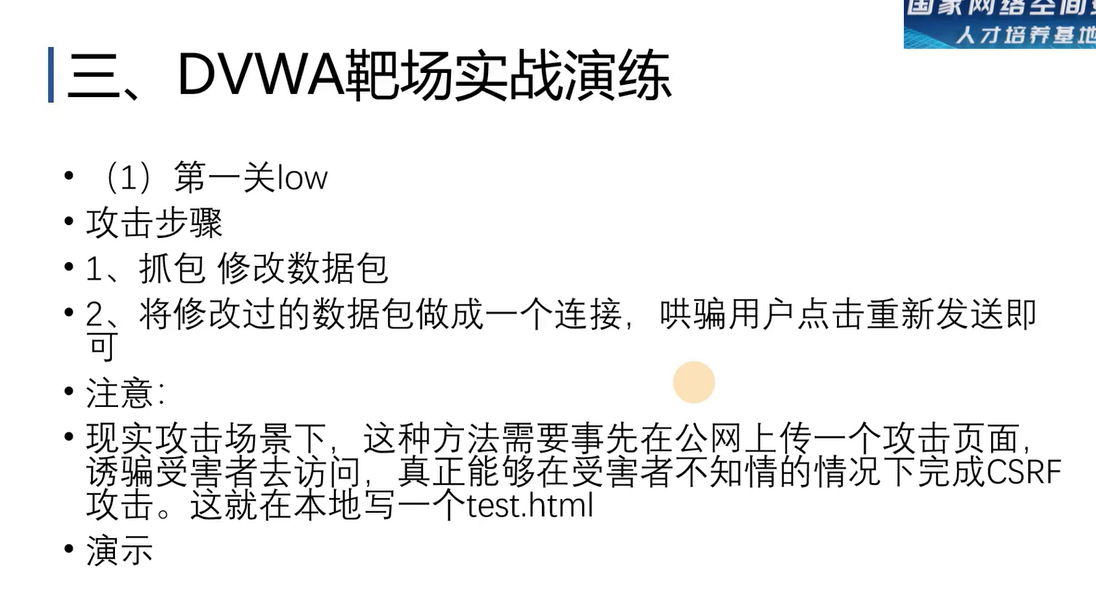 国家网络空间
人才培养基地
三、DVWA靶场实战演练
• （1）第一关low
• 攻击步骤
• 1、抓包 修改数据包
• 2、将修改过的数据包做成一个连接，哄骗用户点击重新发送即
可
• 注意：
• 现实攻击场景下，这种方法需要事先在公网上传一个攻击页面，
诱骗受害者去访问，真正能够在受害者不知情的情况下完成CSRF
攻击。这就在本地写一个test.html
• 演示